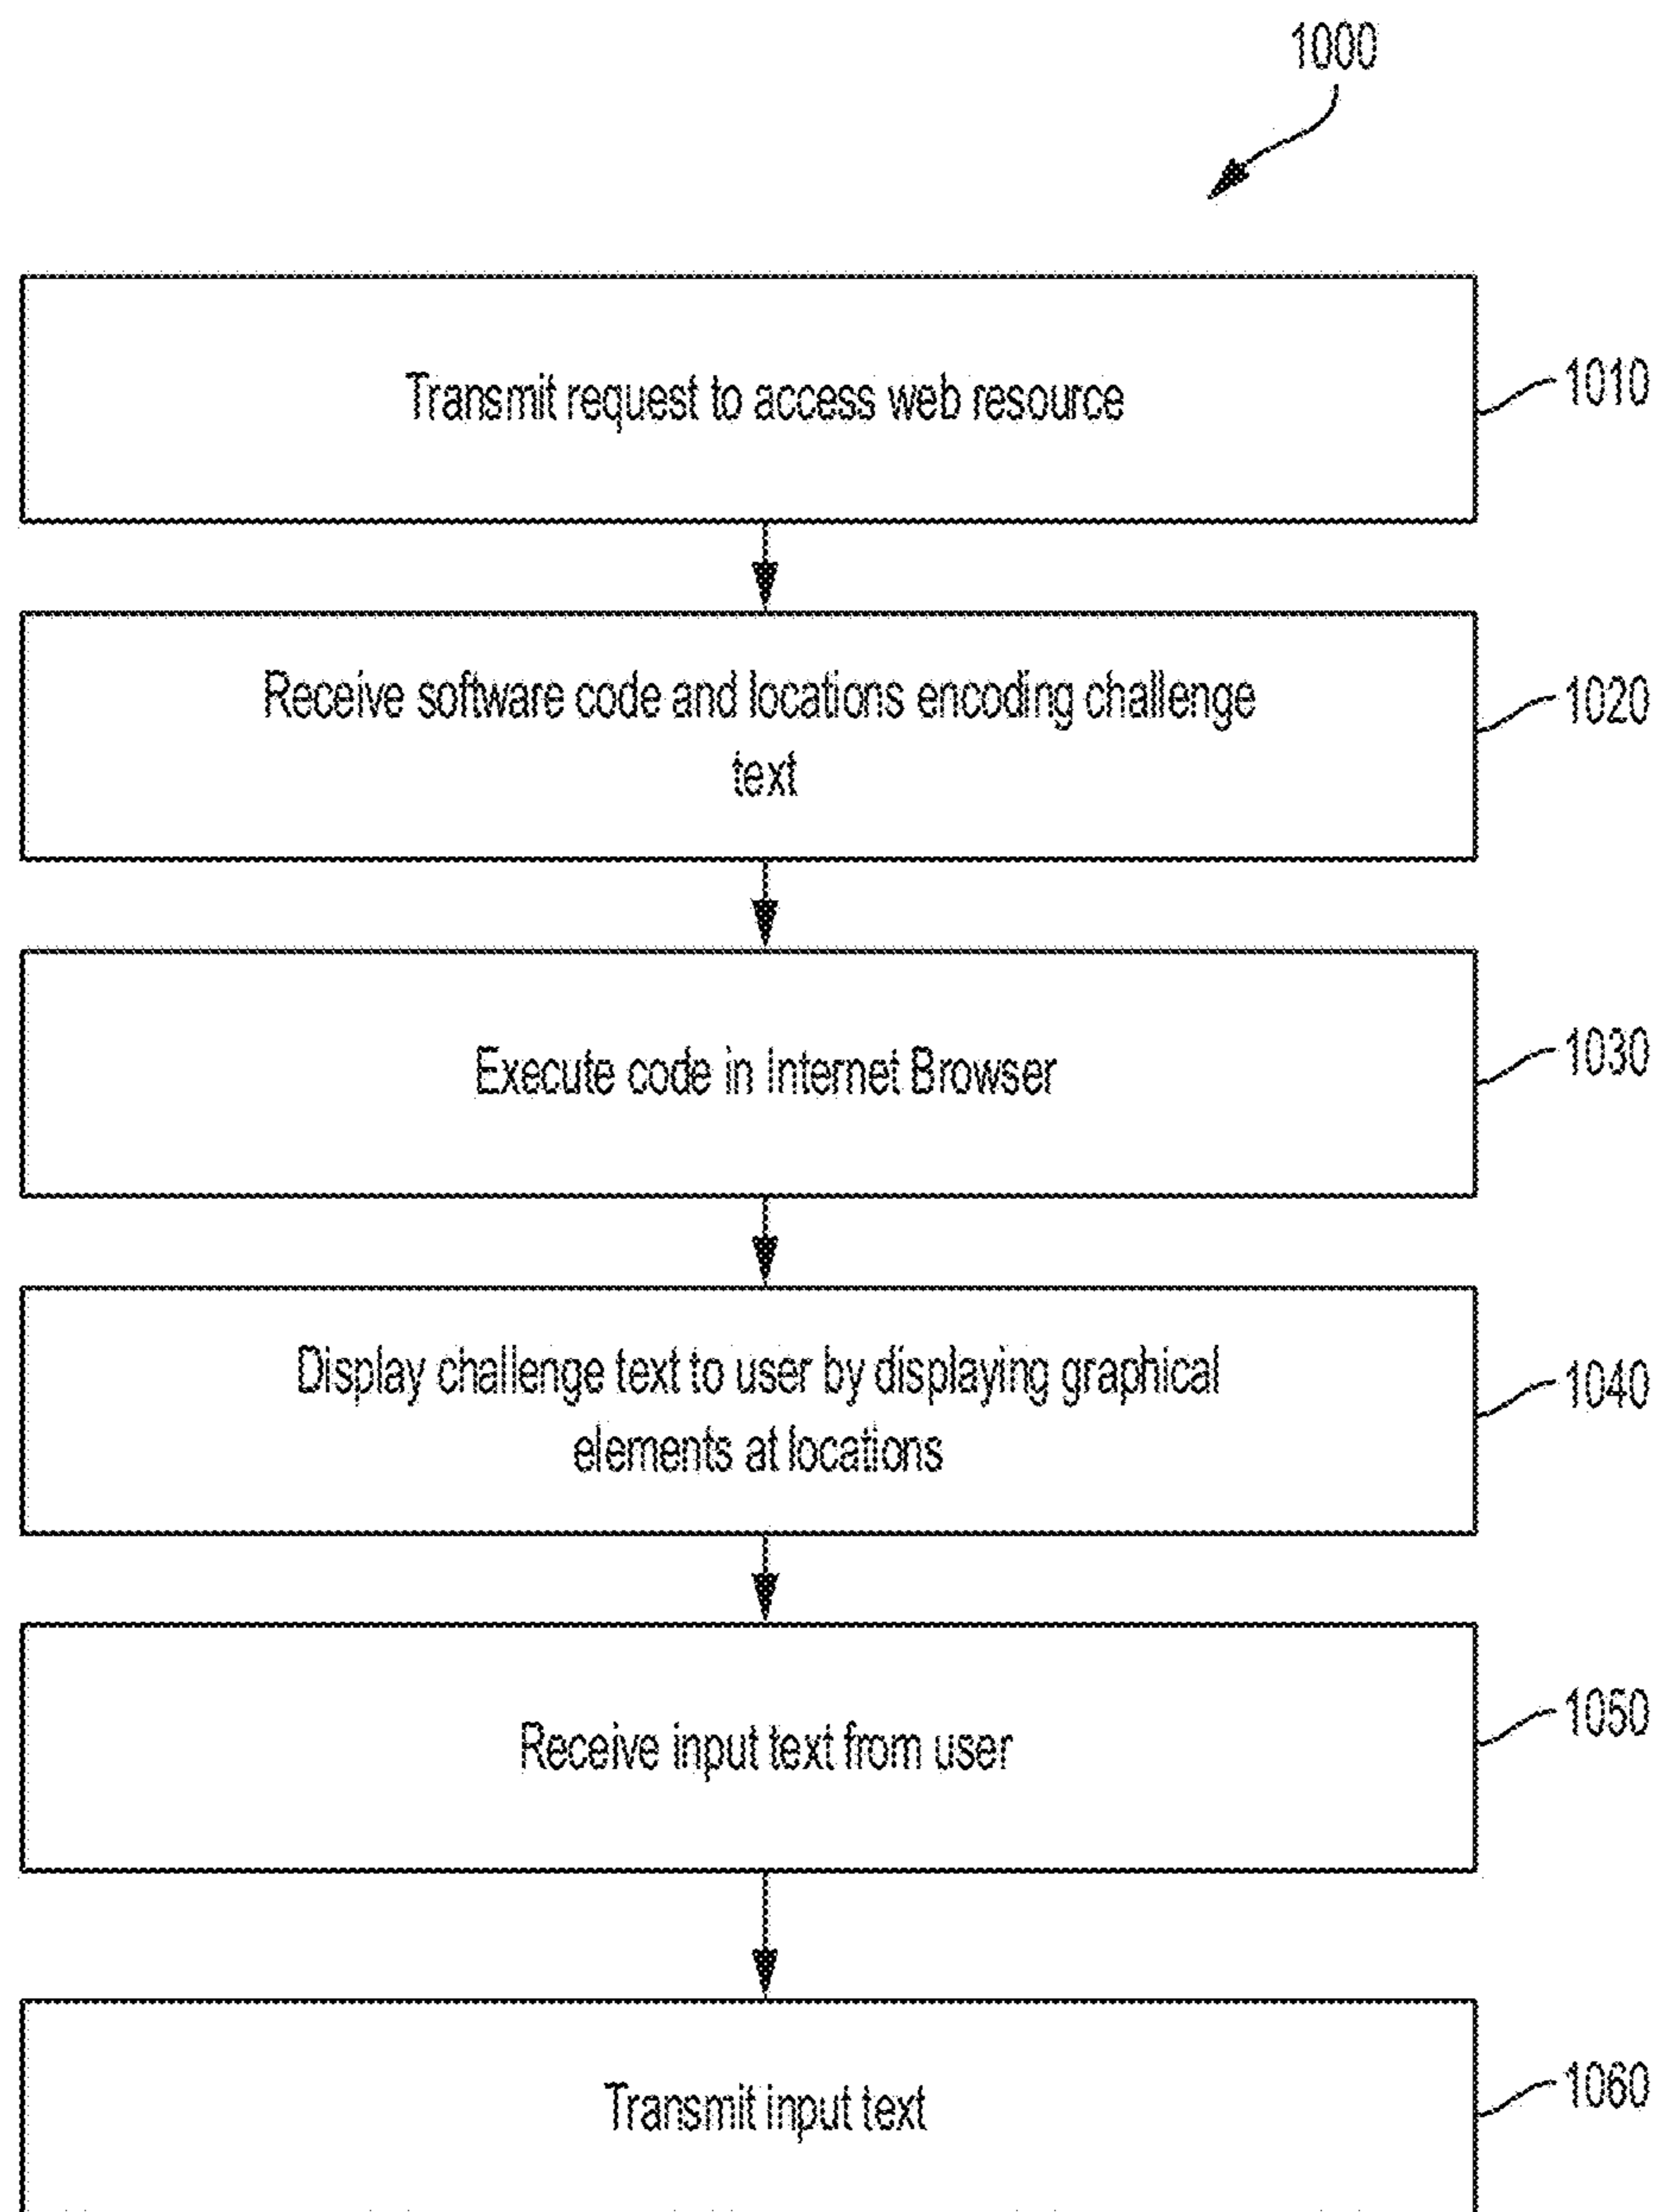 1000
Transmit request to access web resource
1010
Receive software code and locations encoding challenge
text
1020
Execute code in Internet Browser
1030
Display challenge text to user by displaying graphical
elements at locations
1040
Receive input text from user
1050
Transmit input text
1060